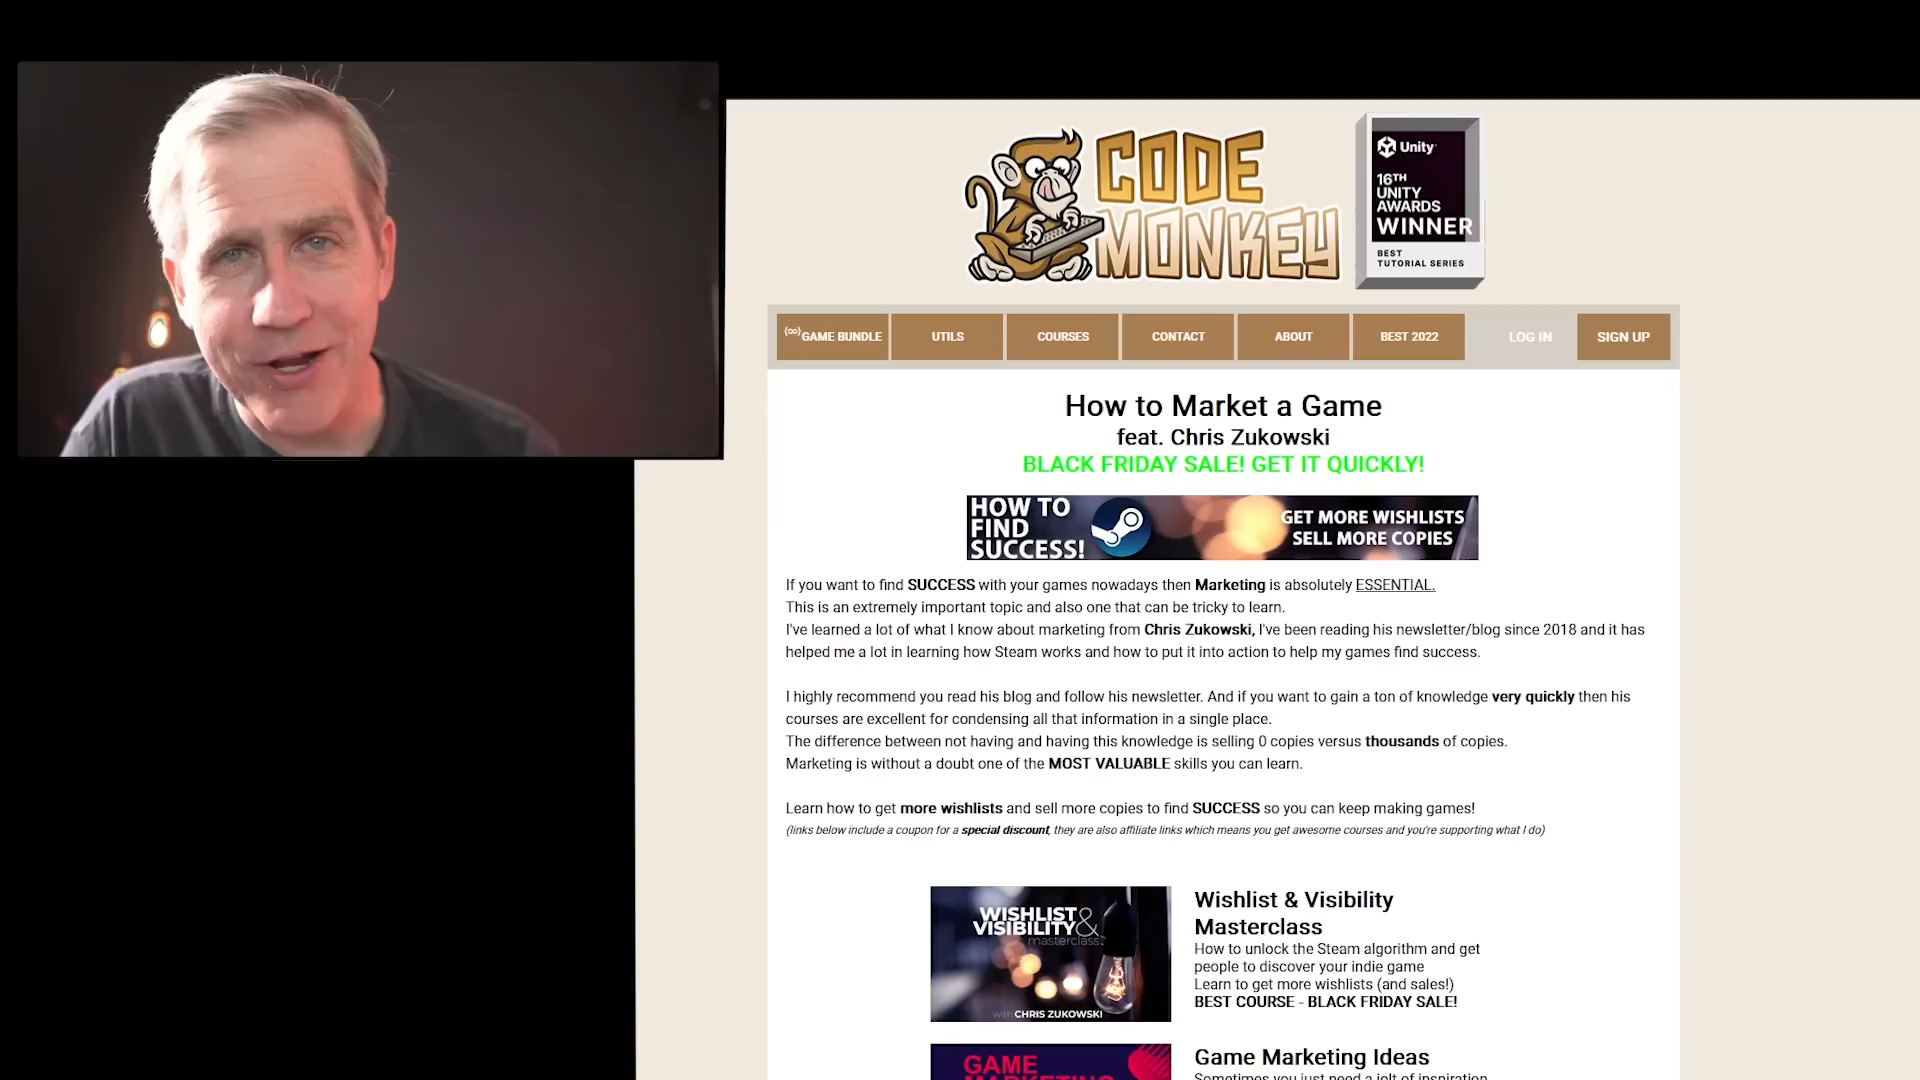 CODE
MONKEY
Unity
16TH
UNITY
AWARDS
WINNER
BEST
TUTORIAL SERIES
(∞)GAME BUNDLE
UTILS
COURSES
CONTACT
ABOUT
BEST 2022
LOG IN
SIGN UP
How to Market a Game
feat. Chris Zukowski
BLACK FRIDAY SALE! GET IT QUICKLY!
HOW TO
FIND
SUCCESS!
GET MORE WISHLISTS
SELL MORE COPIES
If you want to find SUCCESS with your games nowadays then Marketing is absolutely ESSENTIAL.
This is an extremely important topic and also one that can be tricky to learn.
I've learned a lot of what I know about marketing from Chris Zukowski, I've been reading his newsletter/blog since 2018 and it has
helped me a lot in learning how Steam works and how to put it into action to help my games find success.
I highly recommend you read his blog and follow his newsletter. And if you want to gain a ton of knowledge very quickly then his
courses are excellent for condensing all that information in a single place.
The difference between not having and having this knowledge is selling 0 copies versus thousands of copies.
Marketing is without a doubt one of the MOST VALUABLE skills you can learn.
Learn how to get more wishlists and sell more copies to find SUCCESS so you can keep making games!
(links below include a coupon for a special discount, they are also affiliate links which means you get awesome courses and you're supporting what I do)
WISHLIST &
VISIBILITY
masterclass
with CHRIS ZUKOWSKI
Wishlist & Visibility
Masterclass
How to unlock the Steam algorithm and get
people to discover your indie game
Learn to get more wishlists (and sales!)
BEST COURSE - BLACK FRIDAY SALE!
GAME
MARKETING
Game Marketing Ideas
Sometimes you just need a jolt of inspiration